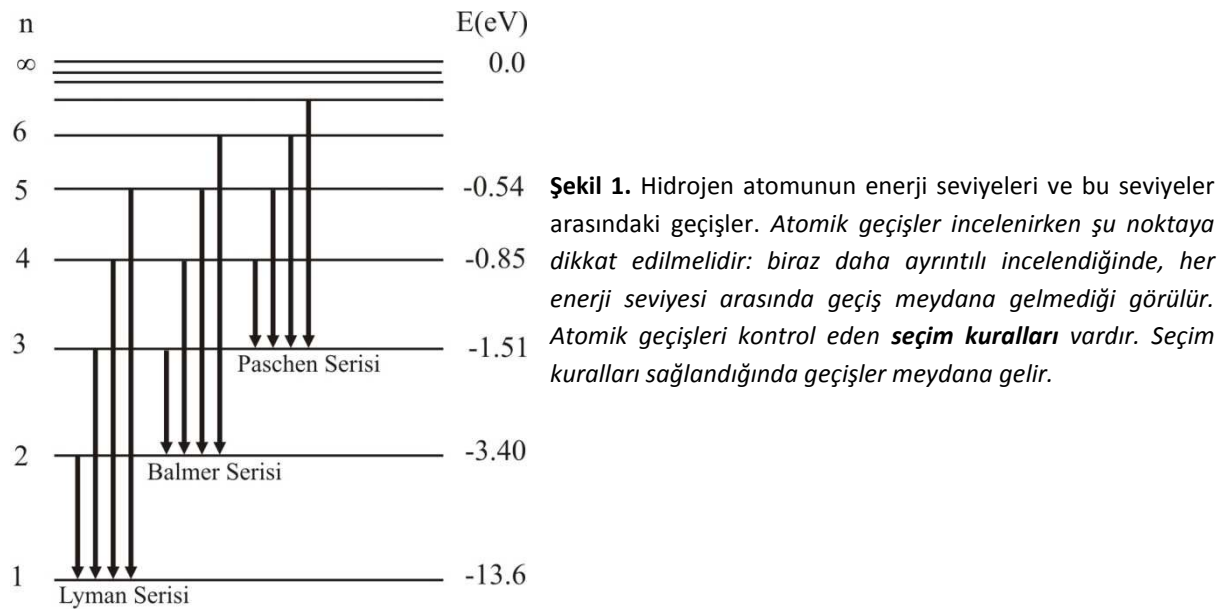 n E(eV)
∞ 0.0
6
5 -0.54
4 -0.85
3 -1.51
Paschen Serisi
2 -3.40
Balmer Serisi
1 -13.6
Lyman Serisi
Şekil 1. Hidrojen atomunun enerji seviyeleri ve bu seviyeler
arasındaki geçişler. Atomik geçişler incelenirken şu noktaya
dikkat edilmelidir: biraz daha ayrıntılı incelendiğinde, her
enerji seviyesi arasında geçiş meydana gelmediği görülür.
Atomik geçişleri kontrol eden seçim kuralları vardır. Seçim
kuralları sağlandığında geçişler meydana gelir.